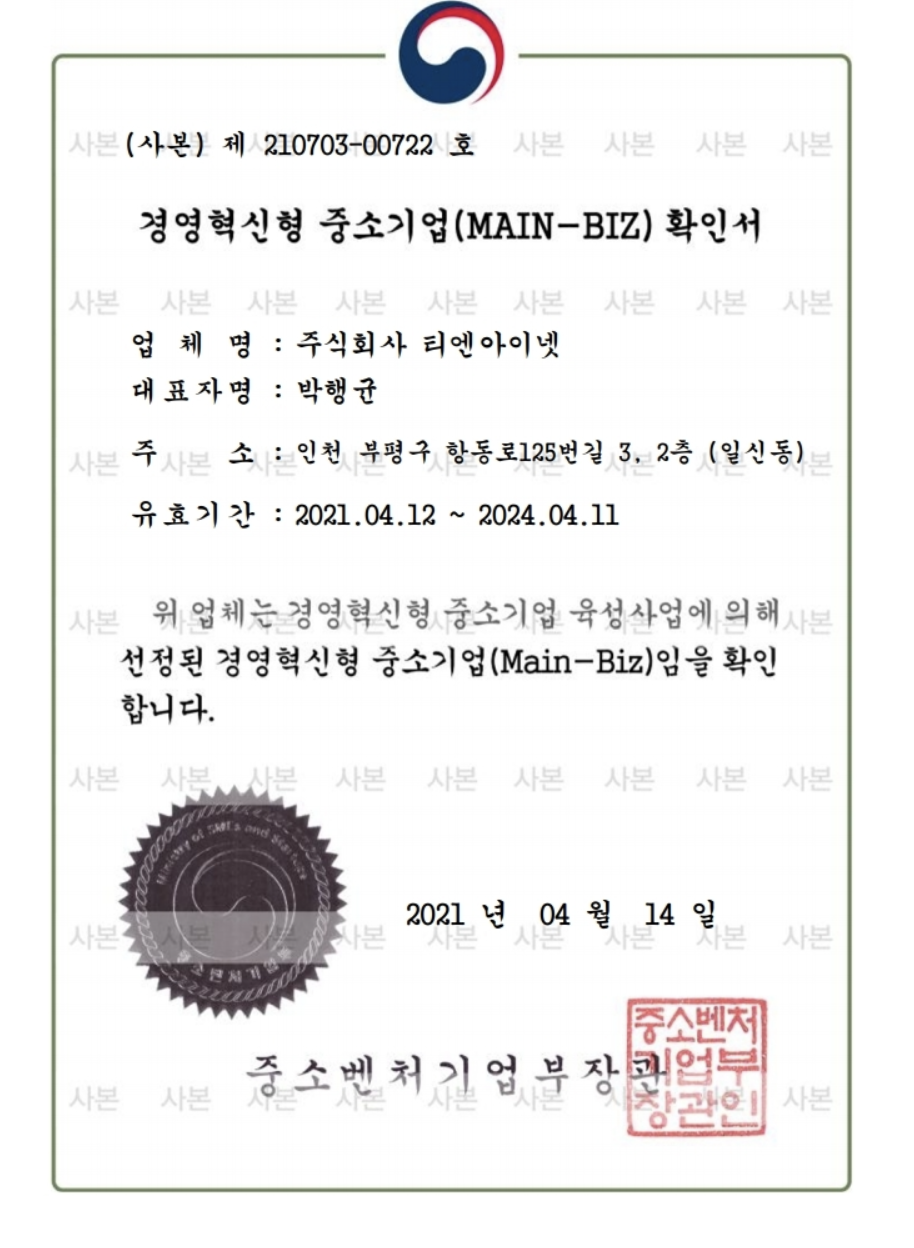 (사본) 제 210703-00722 호
경영혁신형 중소기업(MAIN-BIZ) 확인서
업 체 명 : 주식회사 티엔아이넷
대표자명 : 박행균
주 소 : 인천 부평구 항동로125번길 3, 2층 (일신동)
유효기간 : 2021.04.12 ~ 2024.04.11
위 업체는 경영혁신형 중소기업 육성사업에 의해
선정된 경영혁신형 중소기업(Main-Biz)임을 확인
합니다.
Ministry of SMEs and Startups
2021 년 04 월 14 일
중소벤처기업부장관
중소벤처
기업부
장관인
사본 사본 사본 사본 사본 사본 사본 사본 사본